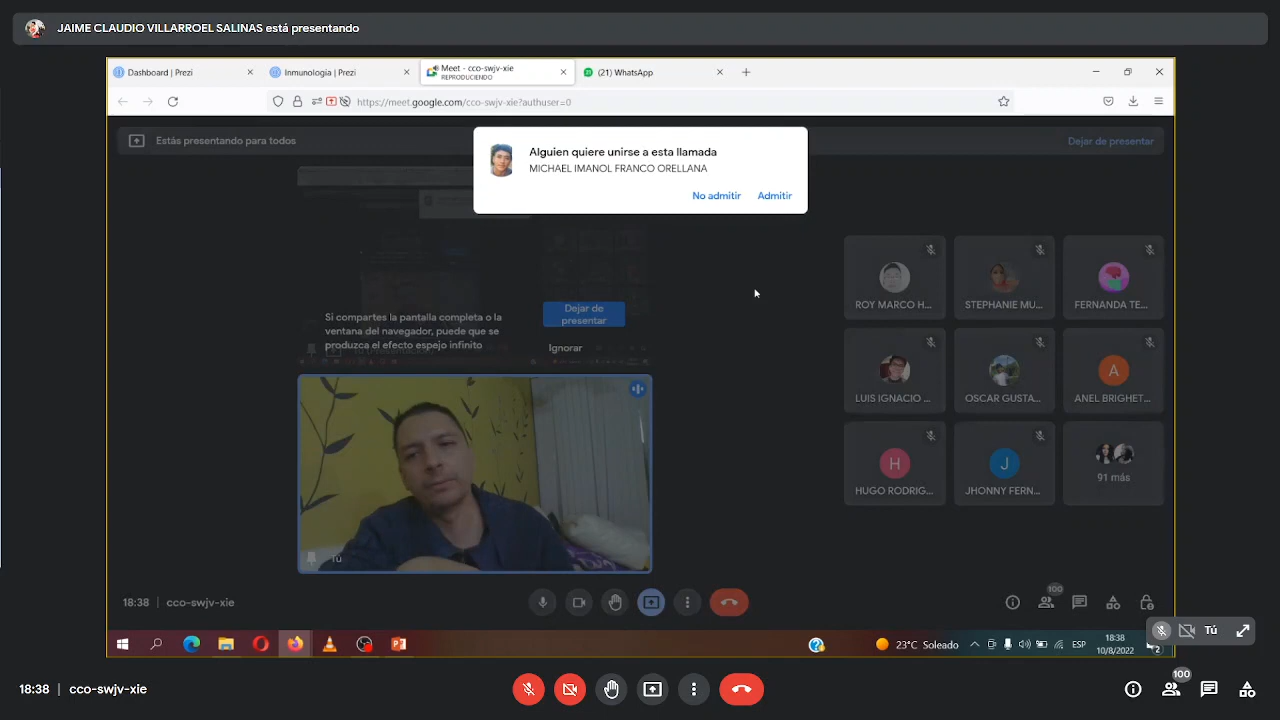 JAIME CLAUDIO VILLARROEL SALINAS está presentando
Dashboard | Prezi
Inmunologia | Prezi
Meet - cco-swjv-xie
REPRODUCIENDO
(21) WhatsApp
https://meet.google.com/cco-swjv-xie?authuser=0
Estás presentando para todos
Dejar de presentar
Alguien quiere unirse a esta llamada
MICHAEL IMANOL FRANCO ORELLANA
No admitir
Admitir
Si compartes la pantalla completa o la
ventana del navegador, puede que se
produzca el efecto espejo infinito
Dejar de
presentar
Ignorar
ROY MARCO H...
STEPHANIE MU...
FERNANDA TE...
LUIS IGNACIO ...
OSCAR GUSTA...
A
ANEL BRIGHET...
H
HUGO RODRIG...
J
JHONNY FERN...
91 más
Tú
18:38 | cco-swjv-xie
100
23°C Soleado
ESP
18:38
10/8/2022
2
Tú
18:38 | cco-swjv-xie
100